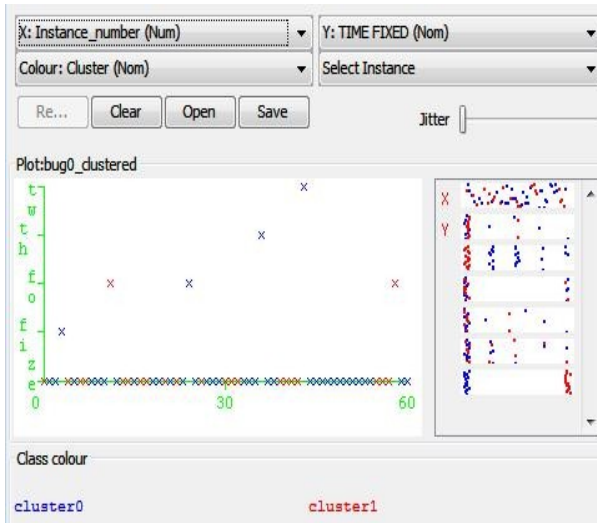 X: Instance_number (Num)
Y: TIME FIXED (Nom)
Colour: Cluster (Nom)
Select Instance
Re...
Clear
Open
Save
Jitter
Plot:bug0_clustered
t
w
t
h
f
o
f
i
z
e
0
30
60
X
Y
Class colour
cluster0
cluster1